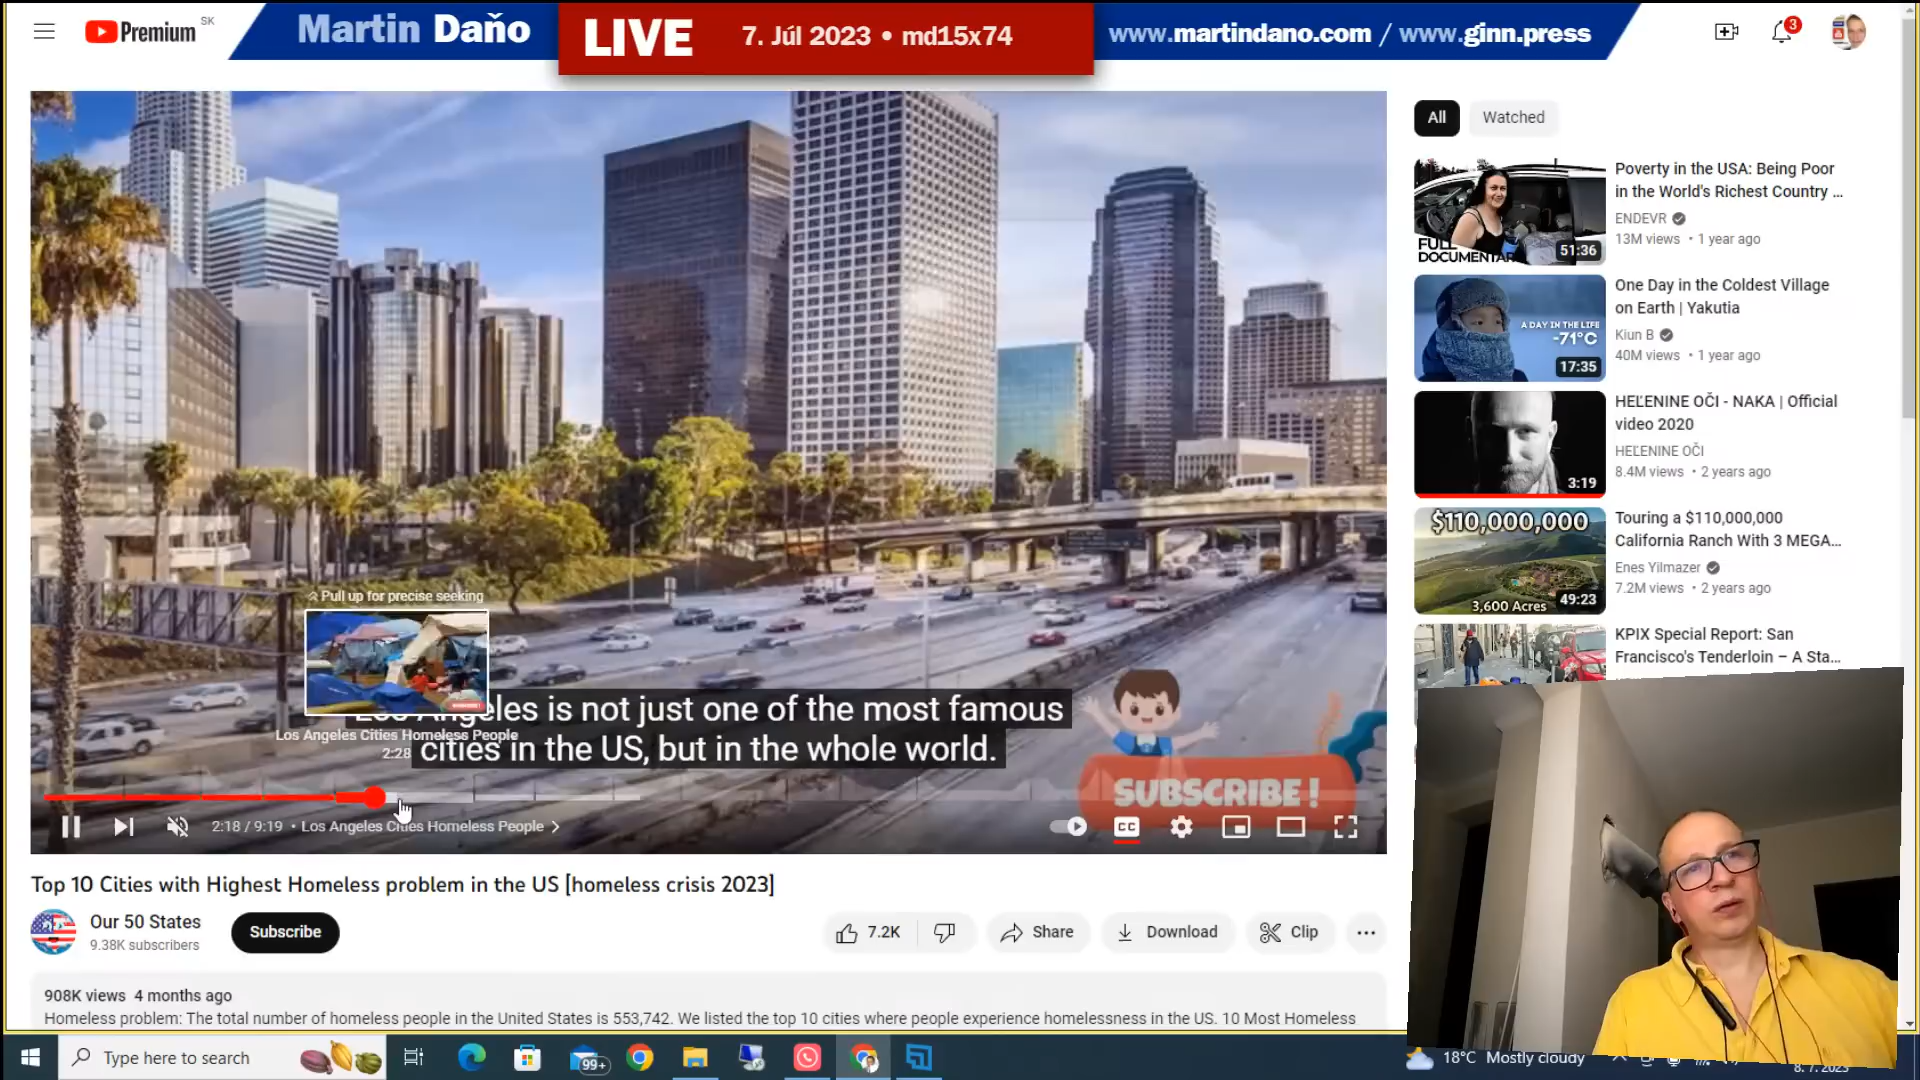 Premium SK
Martin Daňo
LIVE 7. Júl 2023 • md15x74
www.martindano.com / www.ginn.press
3
All
Watched
Poverty in the USA: Being Poor
in the World's Richest Country ...
ENDEVR
13M views • 1 year ago
FULL
DOCUMENTAR
51:36
One Day in the Coldest Village
on Earth | Yakutia
Kiun B
40M views • 1 year ago
A DAY IN THE LIFE
-71°C
17:35
HEĽENINE OČI - NAKA | Official
video 2020
HEĽENINE OČI
8.4M views • 2 years ago
3:19
Touring a $110,000,000
California Ranch With 3 MEGA...
Enes Yilmazer
7.2M views • 2 years ago
$110,000,000
3,600 Acres
49:23
KPIX Special Report: San
Francisco's Tenderloin – A Sta...
Pull up for precise seeking
Los Angeles is not just one of the most famous
cities in the US, but in the whole world.
Los Angeles Cities Homeless People
2:28
SUBSCRIBE!
2:18 / 9:19 • Los Angeles Cities Homeless People
CC
Top 10 Cities with Highest Homeless problem in the US [homeless crisis 2023]
Our 50 States
9.38K subscribers
Subscribe
7.2K
Share
Download
Clip
908K views 4 months ago
Homeless problem: The total number of homeless people in the United States is 553,742. We listed the top 10 cities where people experience homelessness in the US. 10 Most Homeless
Type here to search
99+
18°C Mostly cloudy
8. 7. 2023